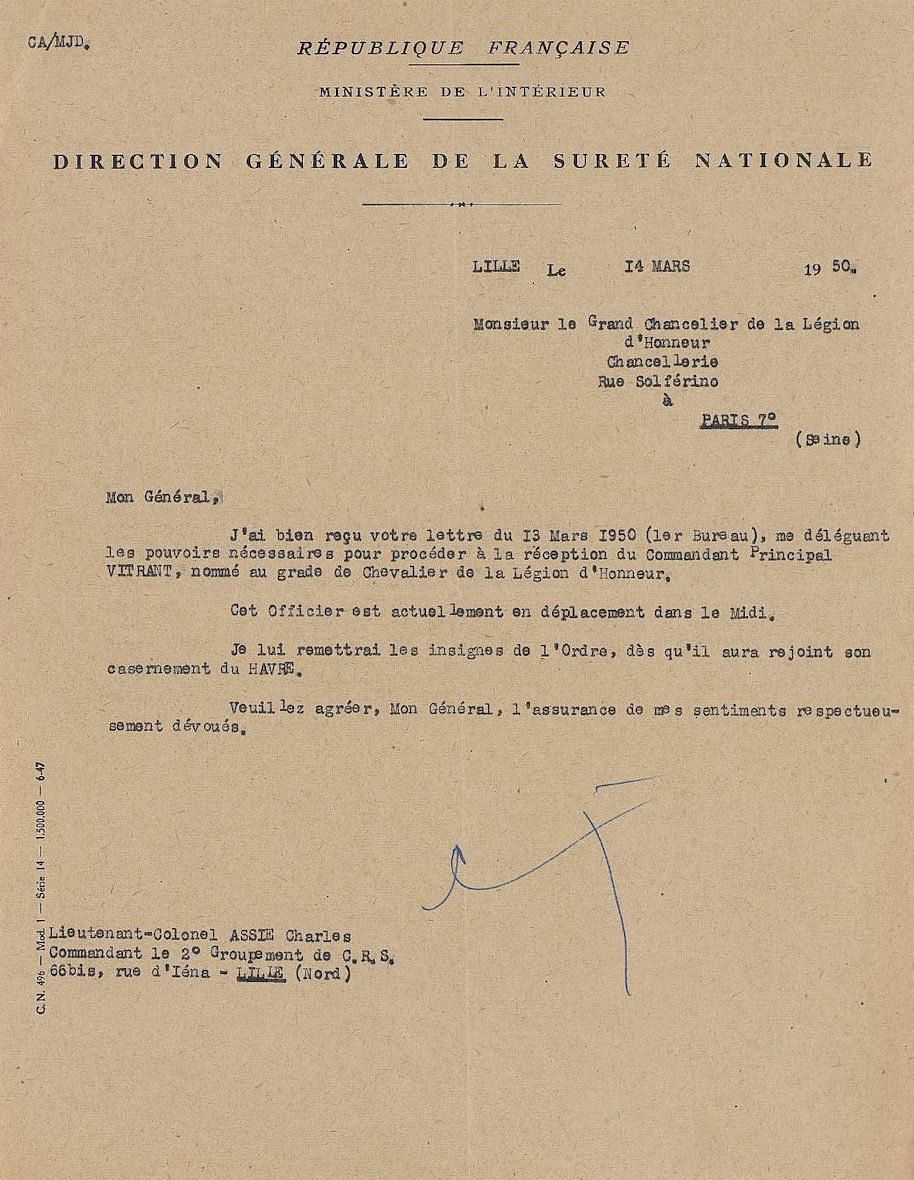 CA/MJD.
RÉPUBLIQUE FRANÇAISE
MINISTÈRE DE L'INTÉRIEUR
DIRECTION GÉNÉRALE DE LA SURETÉ NATIONALE
LILLE Le I4 MARS 19 50.
Monsieur le Grand Chancelier de la Légion
d'Honneur
Chancellerie
Rue Solférino
à
PARIS 7°
(Seine)
Mon Général,
J'ai bien reçu votre lettre du I3 Mars I950 (1er Bureau), me déléguant
les pouvoirs nécessaires pour procéder à la réception du Commandant Principal
VITRANT, nommé au grade de Chevalier de la Légion d'Honneur.
Cet Officier est actuellement en déplacement dans le Midi.
Je lui remettrai les insignes de l'Ordre, dès qu'il aura rejoint son
casernement du HAVRE.
Veuillez agréer, Mon Général, l'assurance de mes sentiments respectueu-
sement dévoués.
C. N. 496 — Mod. 1 — Série 14 — 1.500.000 — 6-47
Lieutenant-Colonel ASSIE Charles
Commandant le 2° Groupement de C.R.S.
66bis, rue d'Iéna - LILLE (Nord)